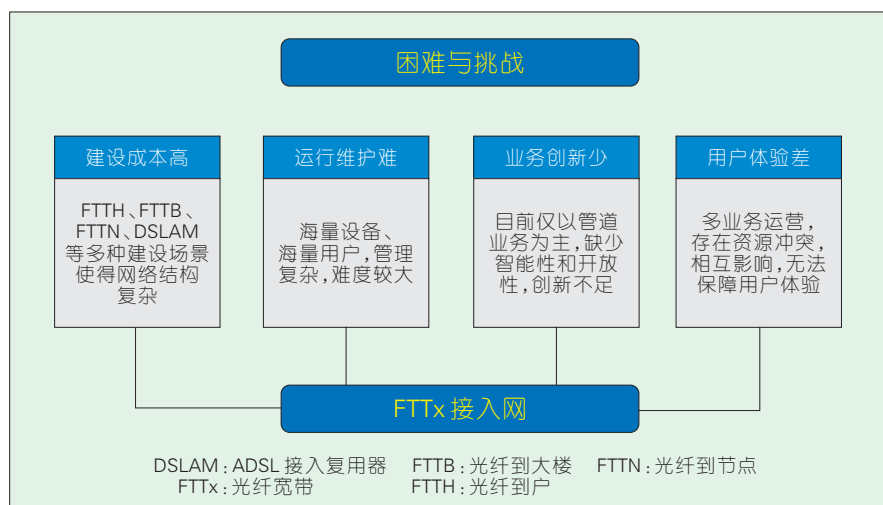 困难与挑战
建设成本高
FTTH、FTTB、
FTTN、DSLAM
等多种建设场景
使得网络结构
复杂
运行维护难
海量设备、
海量用户,管理
复杂,难度较大
业务创新少
目前仅以管道
业务为主,缺少
智能性和开放
性,创新不足
用户体验差
多业务运营,
存在资源冲突,
相互影响,无法
保障用户体验
FTTx 接入网
DSLAM:ADSL 接入复用器 FTTB:光纤到大楼 FTTN:光纤到节点
FTTx:光纤宽带 FTTH:光纤到户